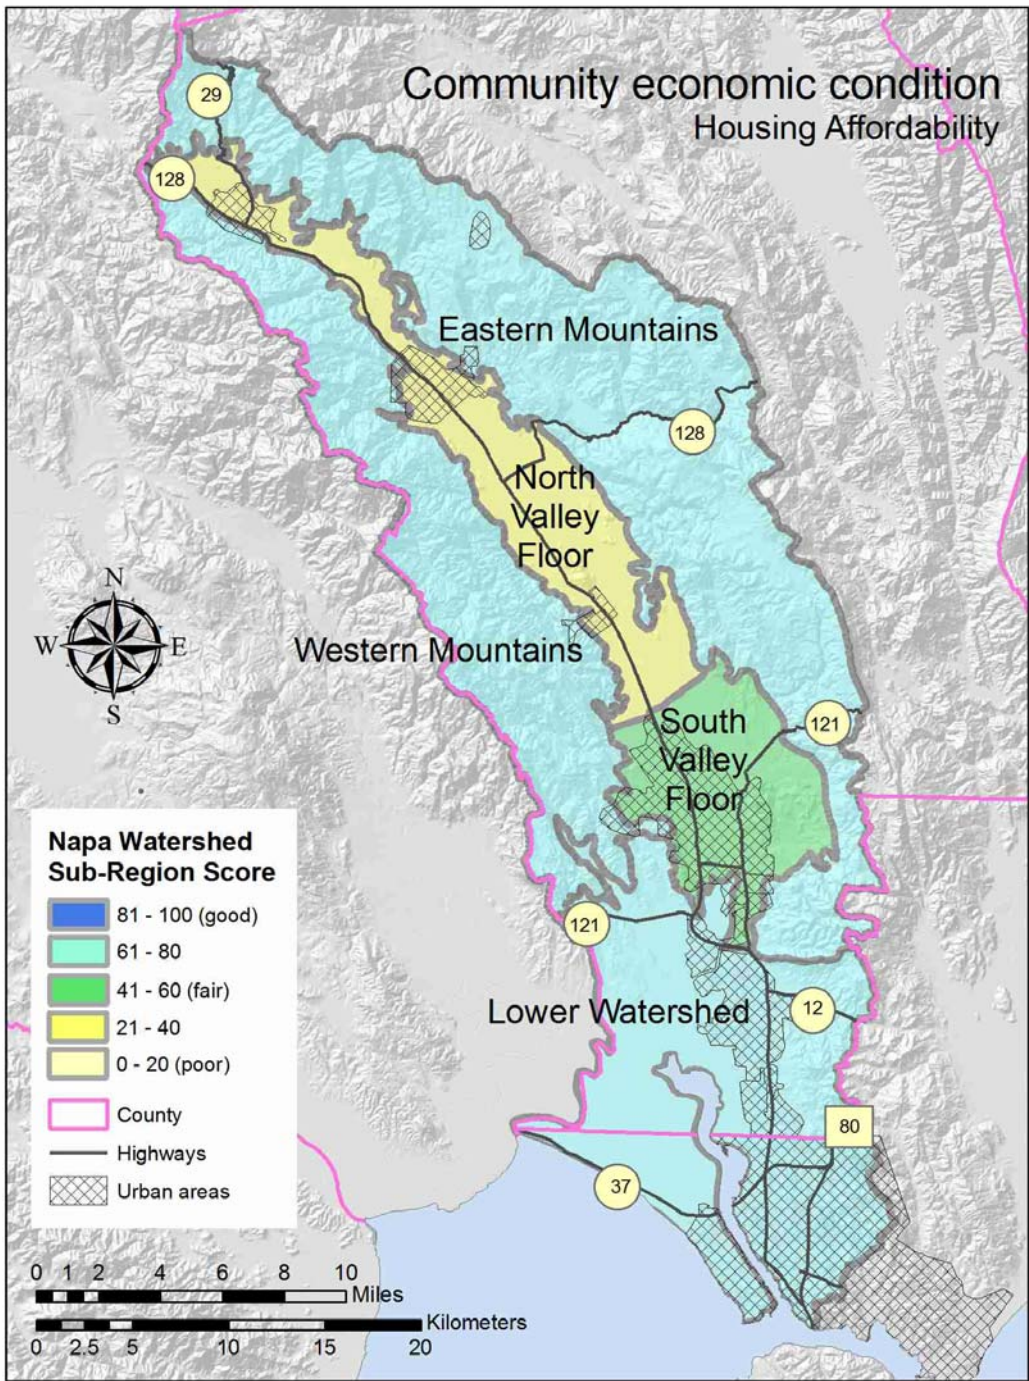 Community economic condition
Housing Affordability
29
128
Eastern Mountains
128
North
Valley
Floor
N
W
E
S
Western Mountains
South
Valley
Floor
121
121
Lower Watershed
12
80
37
Napa Watershed
Sub-Region Score
81 - 100 (good)
61 - 80
41 - 60 (fair)
21 - 40
0 - 20 (poor)
County
Highways
Urban areas
0 1 2 4 6 8 10
Miles
Kilometers
0 2.5 5 10 15 20